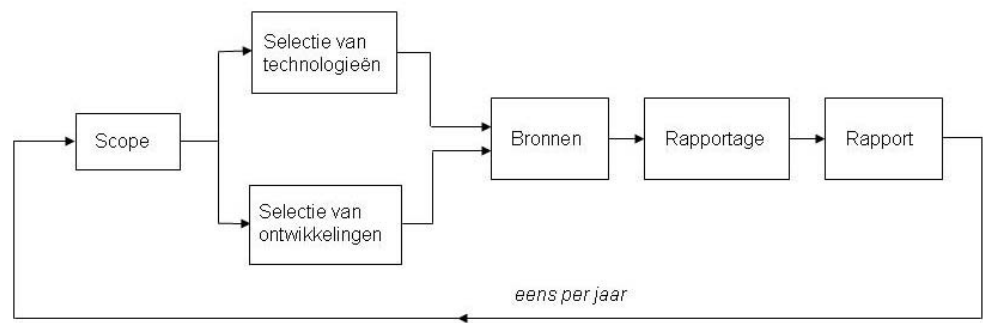 Scope
Selectie van
technologieën
Selectie van
ontwikkelingen
Bronnen
Rapportage
Rapport
eens per jaar